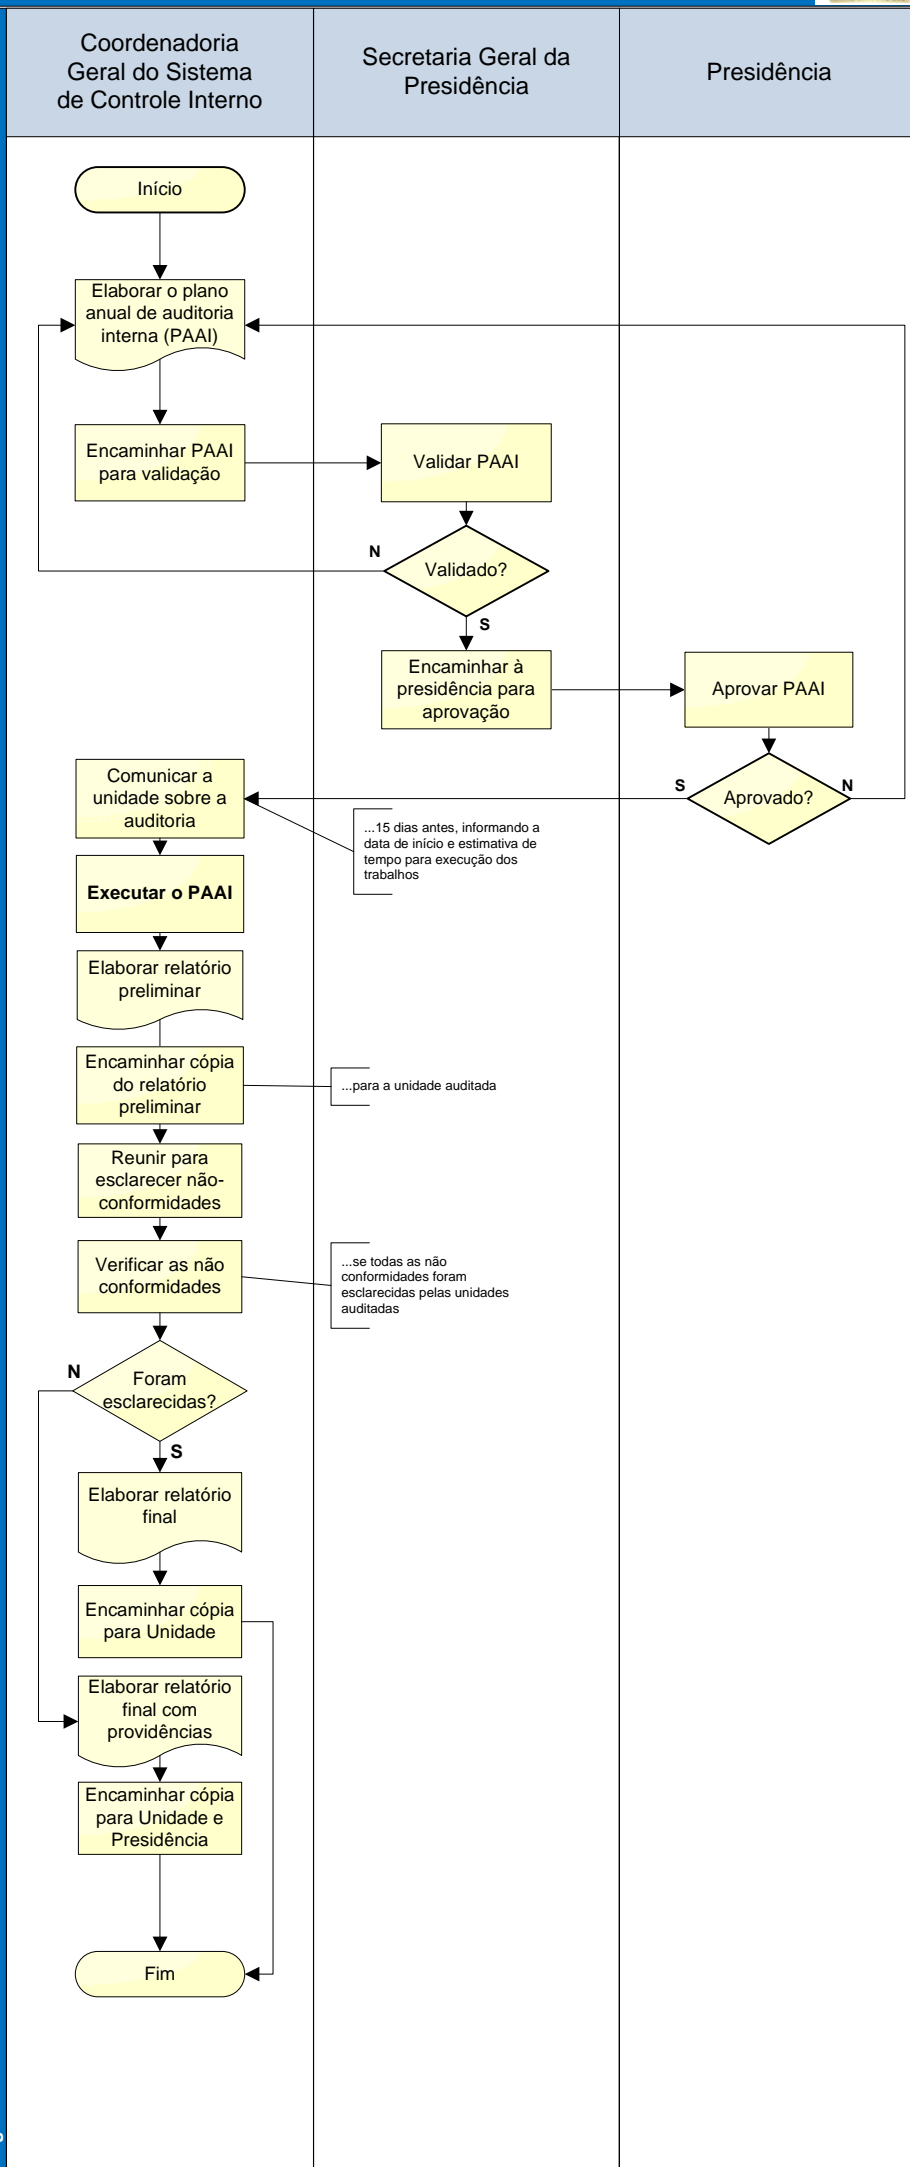 Coordenadoria
Geral do Sistema
de Controle Interno
Secretaria Geral da
Presidência
Presidência
Início
Elaborar o plano
anual de auditoria
interna (PAAI)
Encaminhar PAAI
para validação
Validar PAAI
N
Validado?
S
Encaminhar à
presidência para
aprovação
Aprovar PAAI
Comunicar a
unidade sobre a
auditoria
S
Aprovado?
N
...15 dias antes, informando a
data de início e estimativa de
tempo para execução dos
trabalhos
Executar o PAAI
Elaborar relatório
preliminar
Encaminhar cópia
do relatório
preliminar
...para a unidade auditada
Reunir para
esclarecer não-
conformidades
Verificar as não
conformidades
...se todas as não
conformidades foram
esclarecidas pelas unidades
auditadas
N
Foram
esclarecidas?
S
Elaborar relatório
final
Encaminhar cópia
para Unidade
Elaborar relatório
final com
providências
Encaminhar cópia
para Unidade e
Presidência
Fim